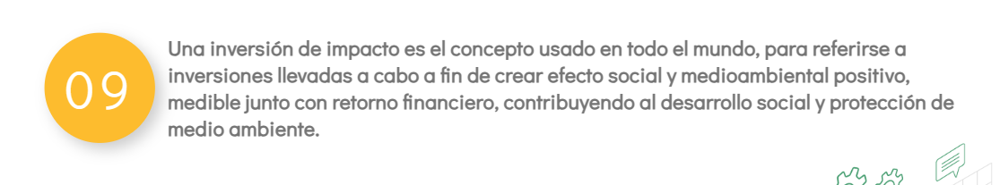 09
Una inversión de impacto es el concepto usado en todo el mundo, para referirse a
inversiones llevadas a cabo a fin de crear efecto social y medioambiental positivo,
medible junto con retorno financiero, contribuyendo al desarrollo social y protección de
medio ambiente.